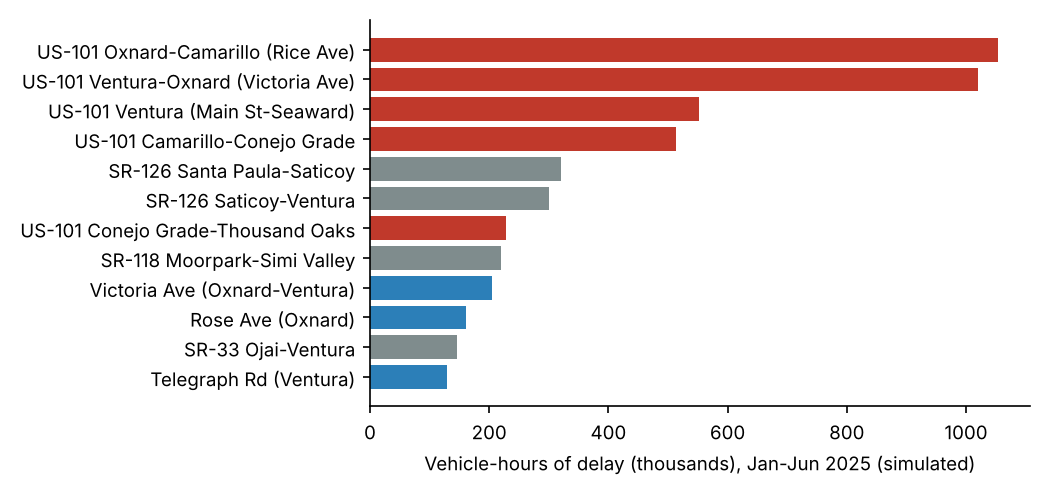 US-101 Oxnard-Camarillo (Rice Ave)
US-101 Ventura-Oxnard (Victoria Ave)
US-101 Ventura (Main St-Seaward)
US-101 Camarillo-Conejo Grade
SR-126 Santa Paula-Saticoy
SR-126 Saticoy-Ventura
US-101 Conejo Grade-Thousand Oaks
SR-118 Moorpark-Simi Valley
Victoria Ave (Oxnard-Ventura)
Rose Ave (Oxnard)
SR-33 Ojai-Ventura
Telegraph Rd (Ventura)
0 200 400 600 800 1000
Vehicle-hours of delay (thousands), Jan-Jun 2025 (simulated)